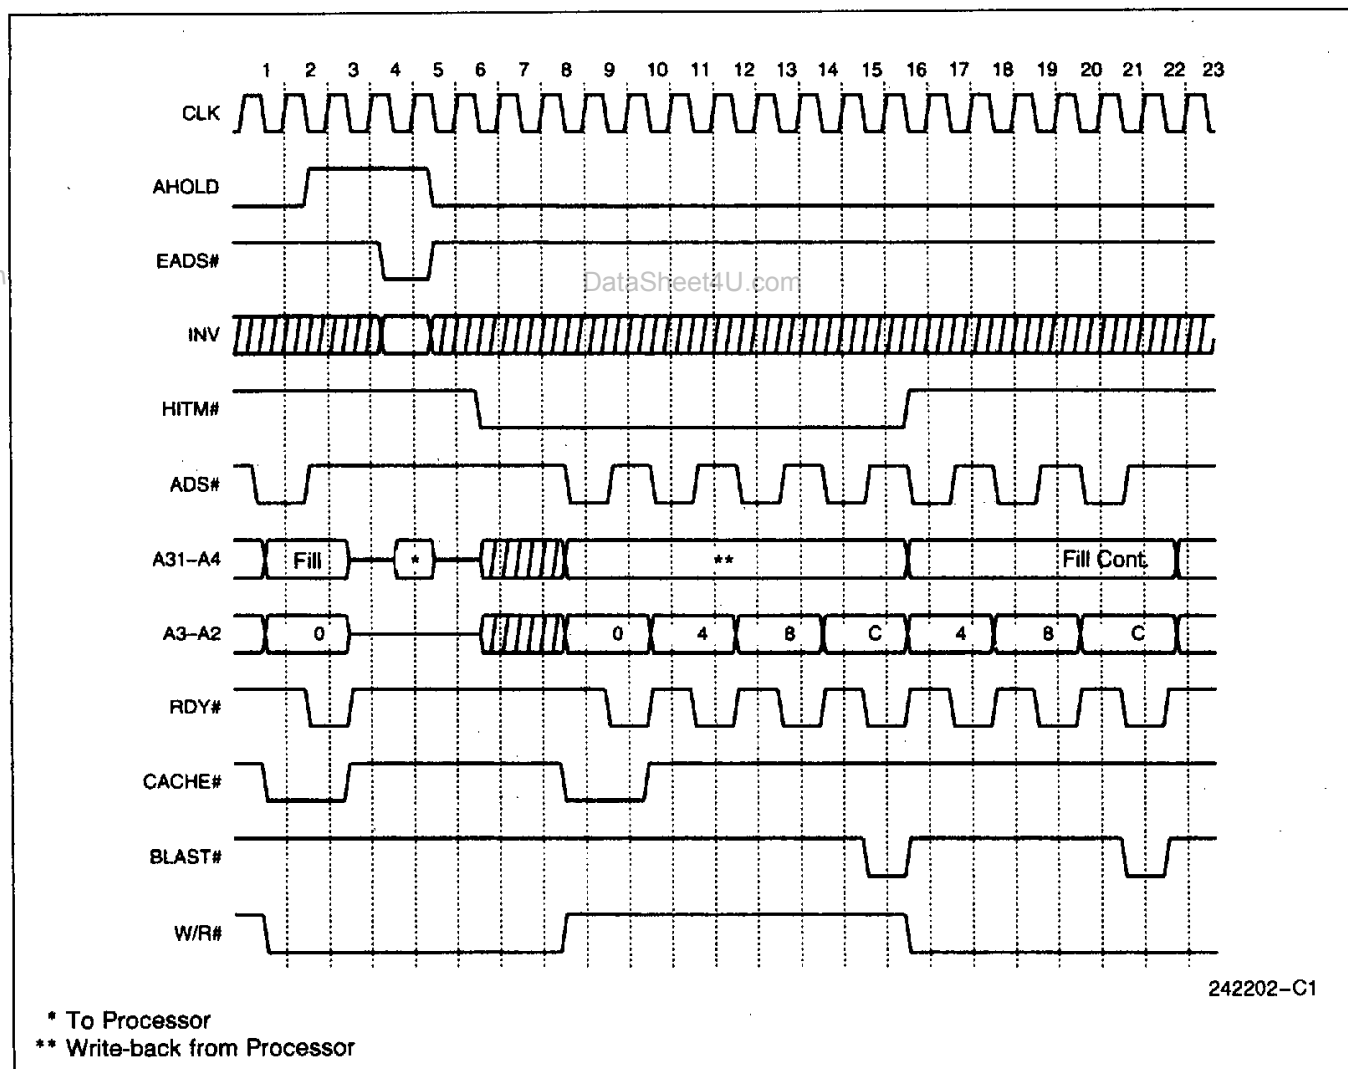 1 2 3 4 5 6 7 8 9 10 11 12 13 14 15 16 17 18 19 20 21 22 23
CLK
AHOLD
EADS#
DataSheet4U.com
INV
HITM#
ADS#
A31–A4 Fill * ** Fill Cont.
A3–A2 0 0 4 8 C 4 8 C
RDY#
CACHE#
BLAST#
W/R#
242202–C1
* To Processor
** Write-back from Processor